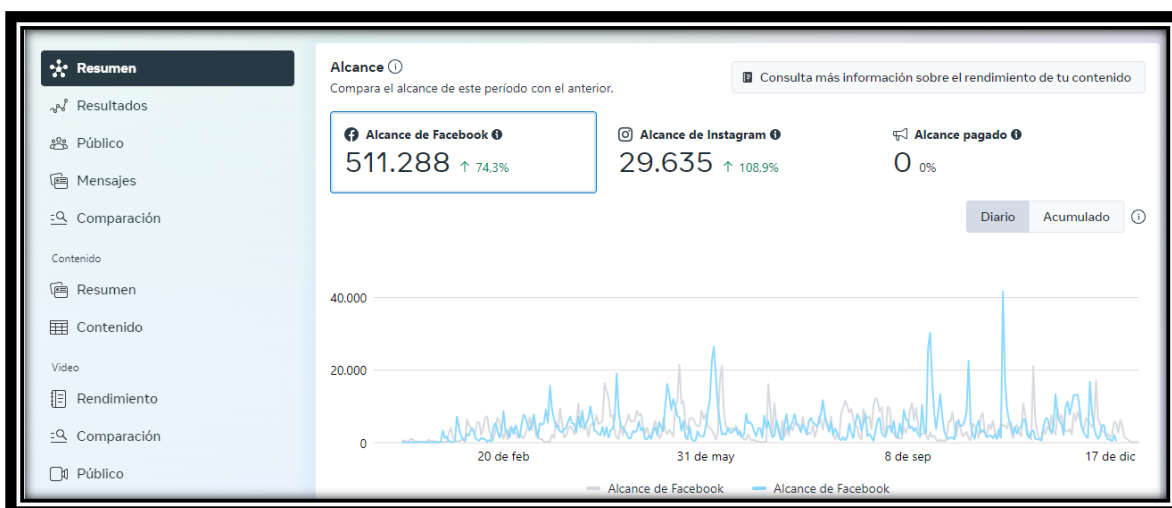 Resumen
Resultados
Público
Mensajes
Comparación
Contenido
Resumen
Contenido
Video
Rendimiento
Comparación
Público
Alcance
Compara el alcance de este período con el anterior.
Consulta más información sobre el rendimiento de tu contenido
Alcance de Facebook
511.288 ↑ 74,3%
Alcance de Instagram
29.635 ↑ 108,9%
Alcance pagado
0 0%
Diario Acumulado
40.000
20.000
0
20 de feb 31 de may 8 de sep 17 de dic
Alcance de Facebook Alcance de Facebook